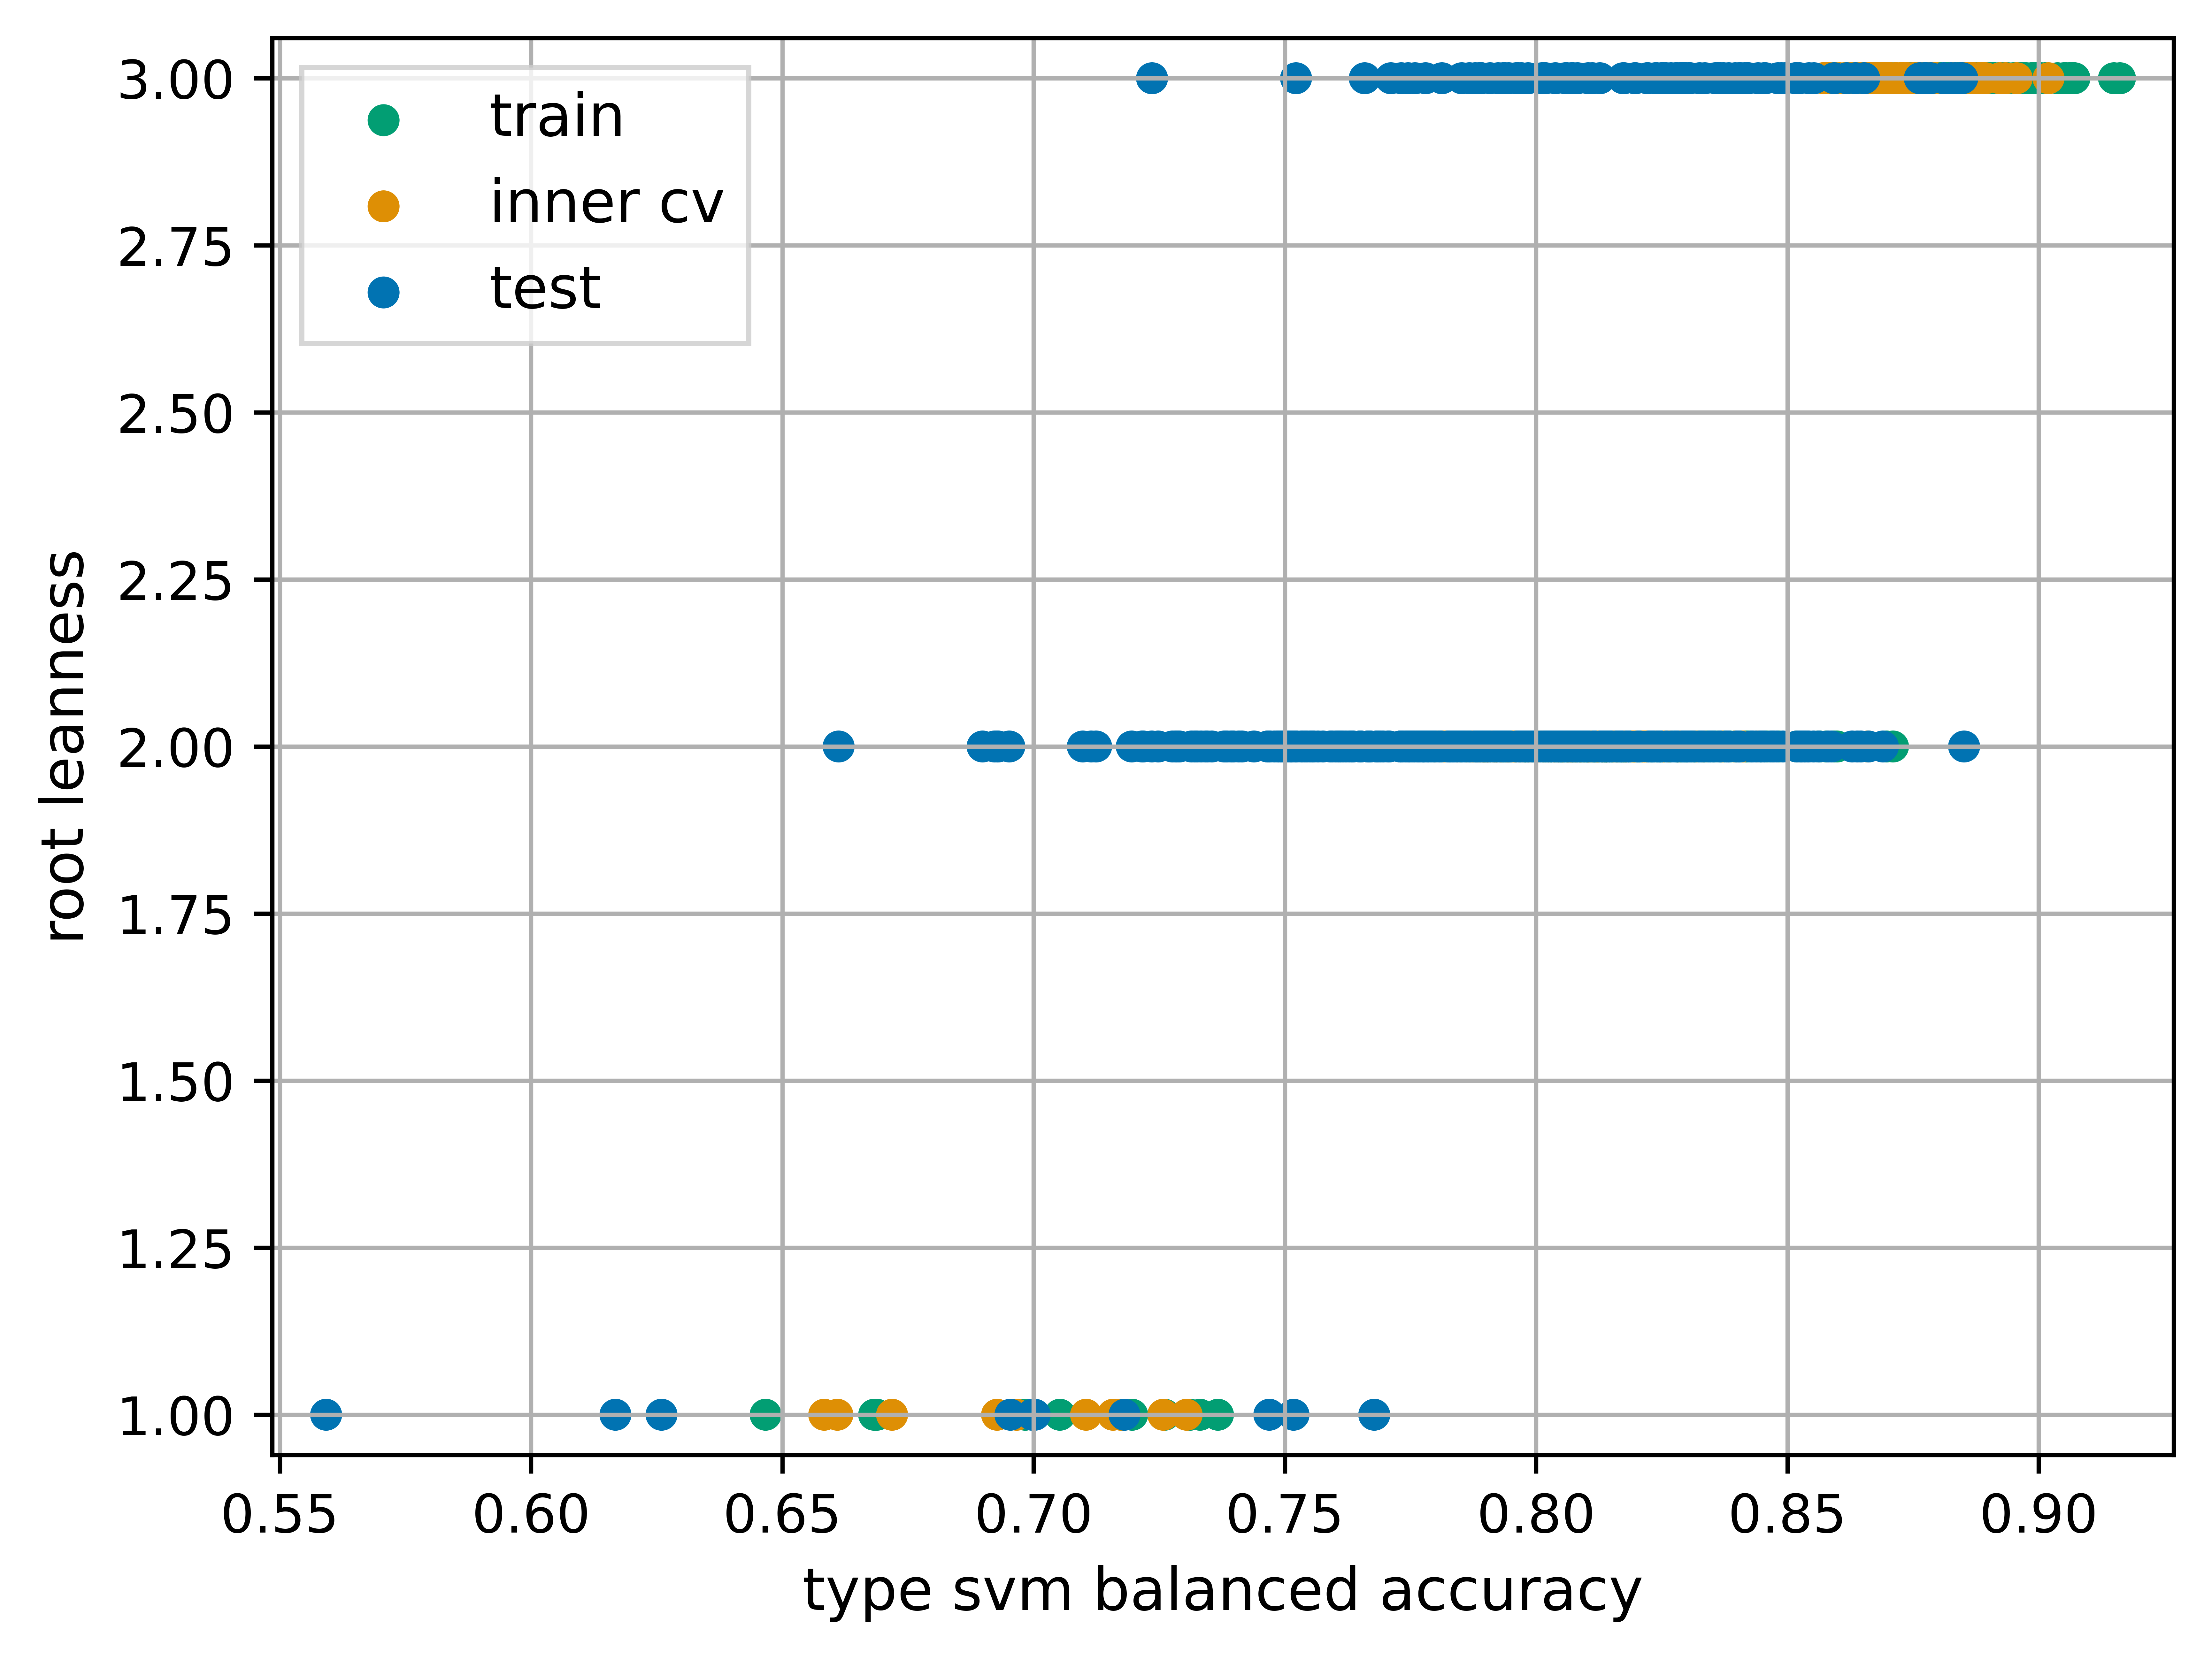 train
inner cv
test
3.00
2.75
2.50
2.25
2.00
1.75
1.50
1.25
1.00
root leanness
0.55 0.60 0.65 0.70 0.75 0.80 0.85 0.90
type svm balanced accuracy